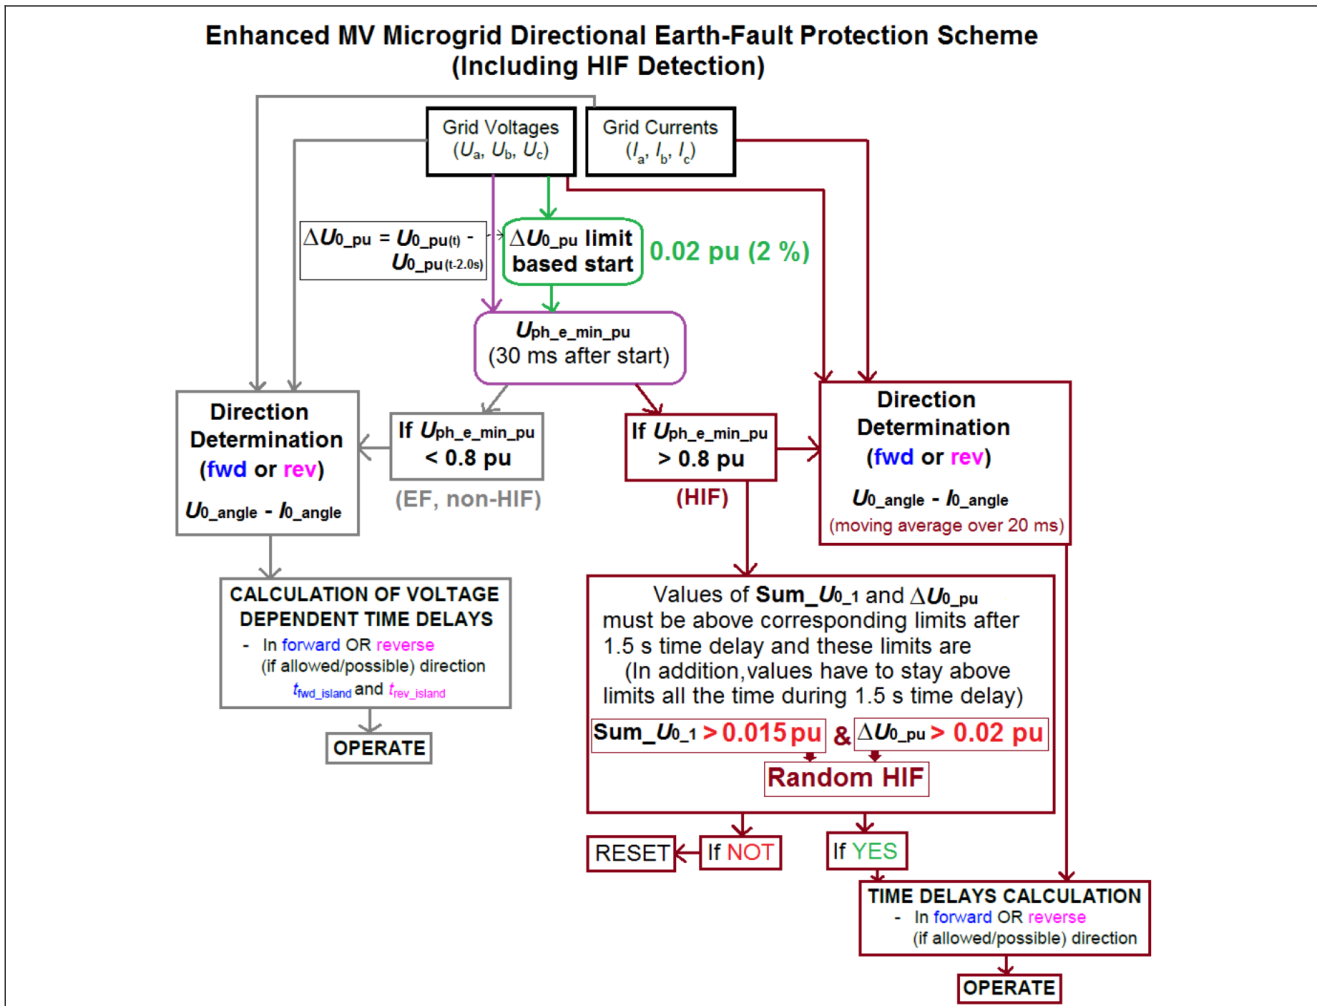 Enhanced MV Microgrid Directional Earth-Fault Protection Scheme
(Including HIF Detection)
Grid Voltages
(Ua, Ub, Uc)
Grid Currents
(Ia, Ib, Ic)
ΔU0_pu = U0_pu(t) -
U0_pu(t-2.0s)
ΔU0_pu limit
based start
0.02 pu (2 %)
Uph_e_min_pu
(30 ms after start)
Direction
Determination
(fwd or rev)
U0_angle - I0_angle
If Uph_e_min_pu
< 0.8 pu
(EF, non-HIF)
If Uph_e_min_pu
> 0.8 pu
(HIF)
Direction
Determination
(fwd or rev)
U0_angle - I0_angle
(moving average over 20 ms)
CALCULATION OF VOLTAGE
DEPENDENT TIME DELAYS
- In forward OR reverse
(if allowed/possible) direction
tfwd_island and trev_island
OPERATE
Values of Sum_U0_1 and ΔU0_pu
must be above corresponding limits after
1.5 s time delay and these limits are
(In addition,values have to stay above
limits all the time during 1.5 s time delay)
Sum_U0_1 > 0.015 pu & ΔU0_pu > 0.02 pu
Random HIF
RESET
If NOT
If YES
TIME DELAYS CALCULATION
- In forward OR reverse
(if allowed/possible) direction
OPERATE